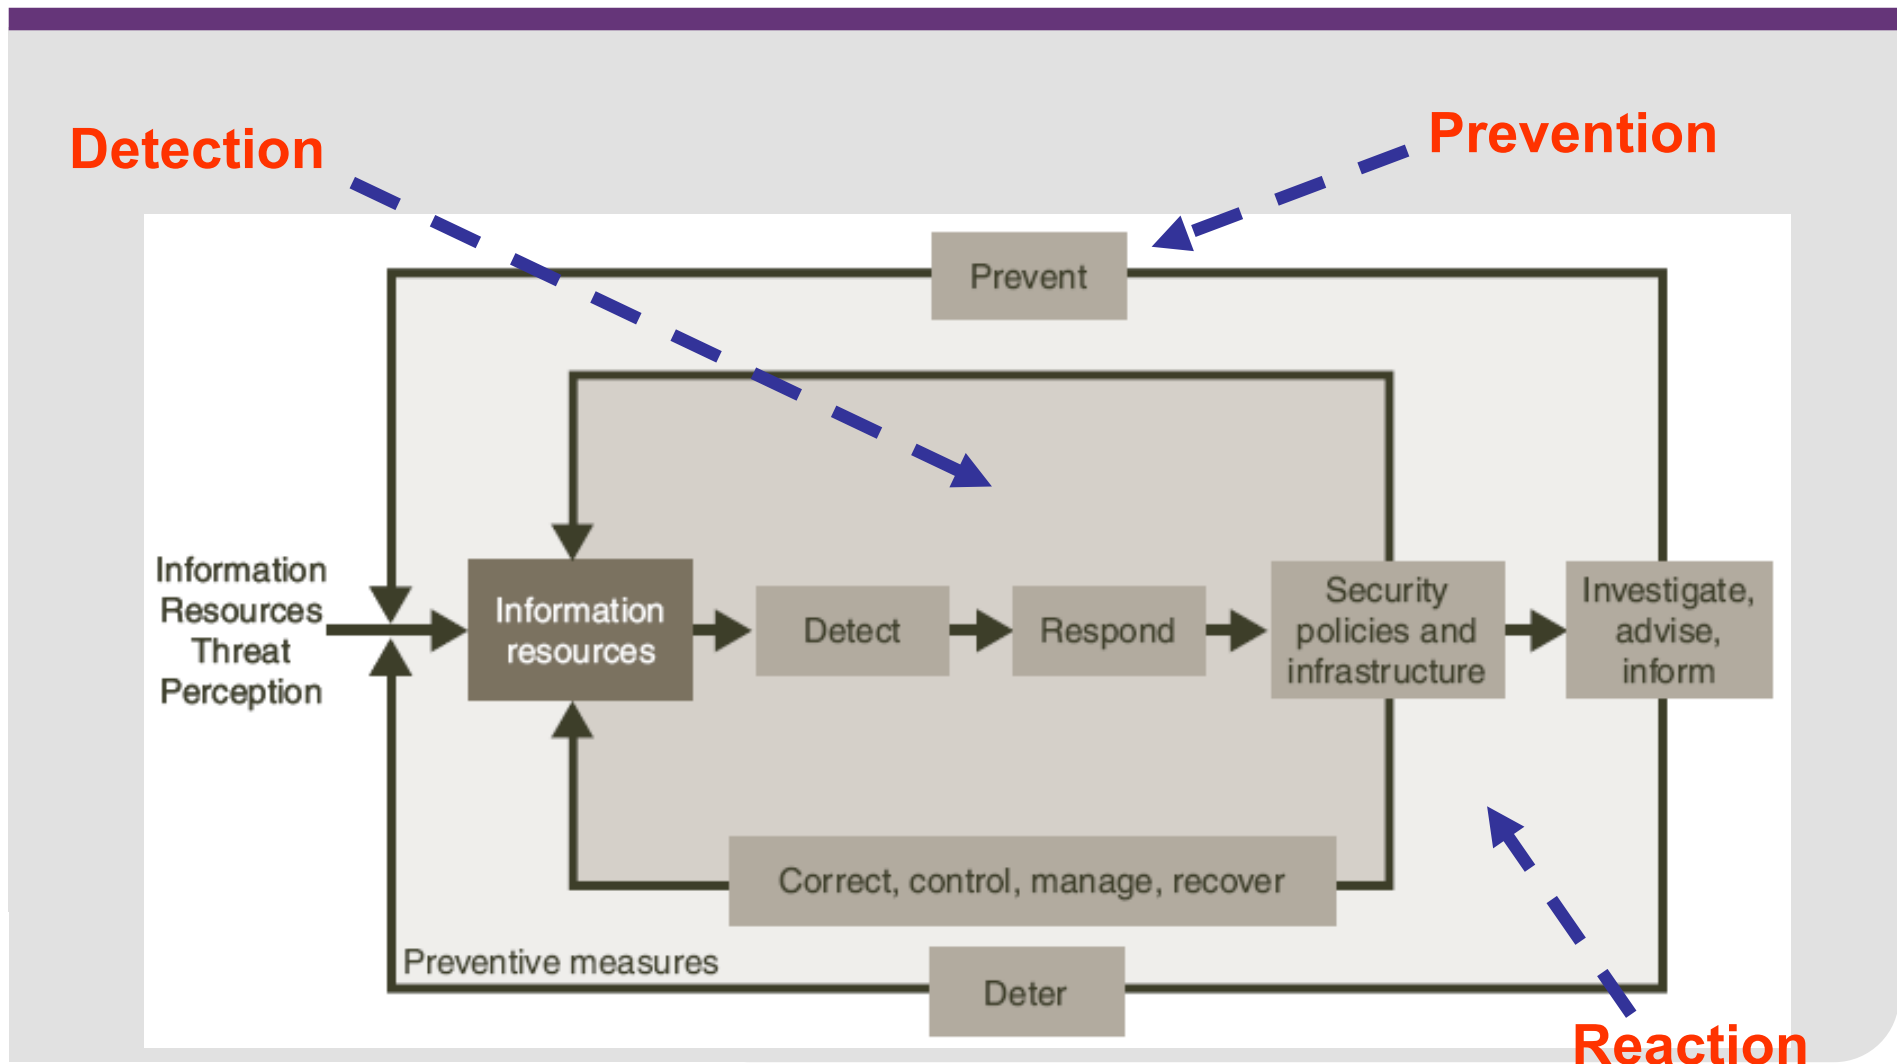 Detection
Prevention
Prevent
Information
Resources
Threat
Perception
Information
resources
Detect
Respond
Security
policies and
infrastructure
Investigate,
advise,
inform
Correct, control, manage, recover
Preventive measures
Deter
Reaction